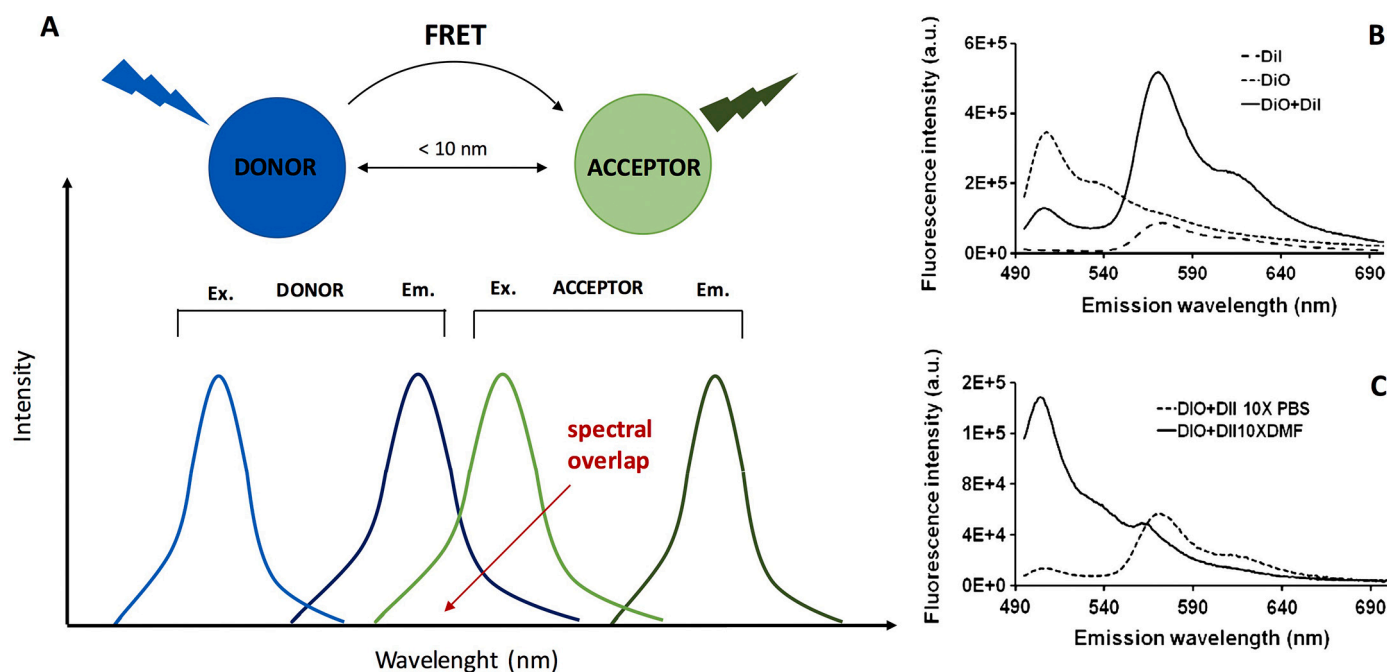 A
FRET
DONOR
< 10 nm
ACCEPTOR
Ex. DONOR Em. Ex. ACCEPTOR Em.
spectral
overlap
Intensity
Wavelenght (nm)
B
Fluorescence intensity (a.u.)
6E+5
4E+5
2E+5
0E+0
DiI
DiO
DiO+DiI
490 540 590 640 690
Emission wavelength (nm)
C
Fluorescence intensity (a.u.)
2E+5
1E+5
8E+4
4E+4
0E+0
DIO+DII 10X PBS
DIO+DII10XDMF
490 540 590 640 690
Emission wavelength (nm)